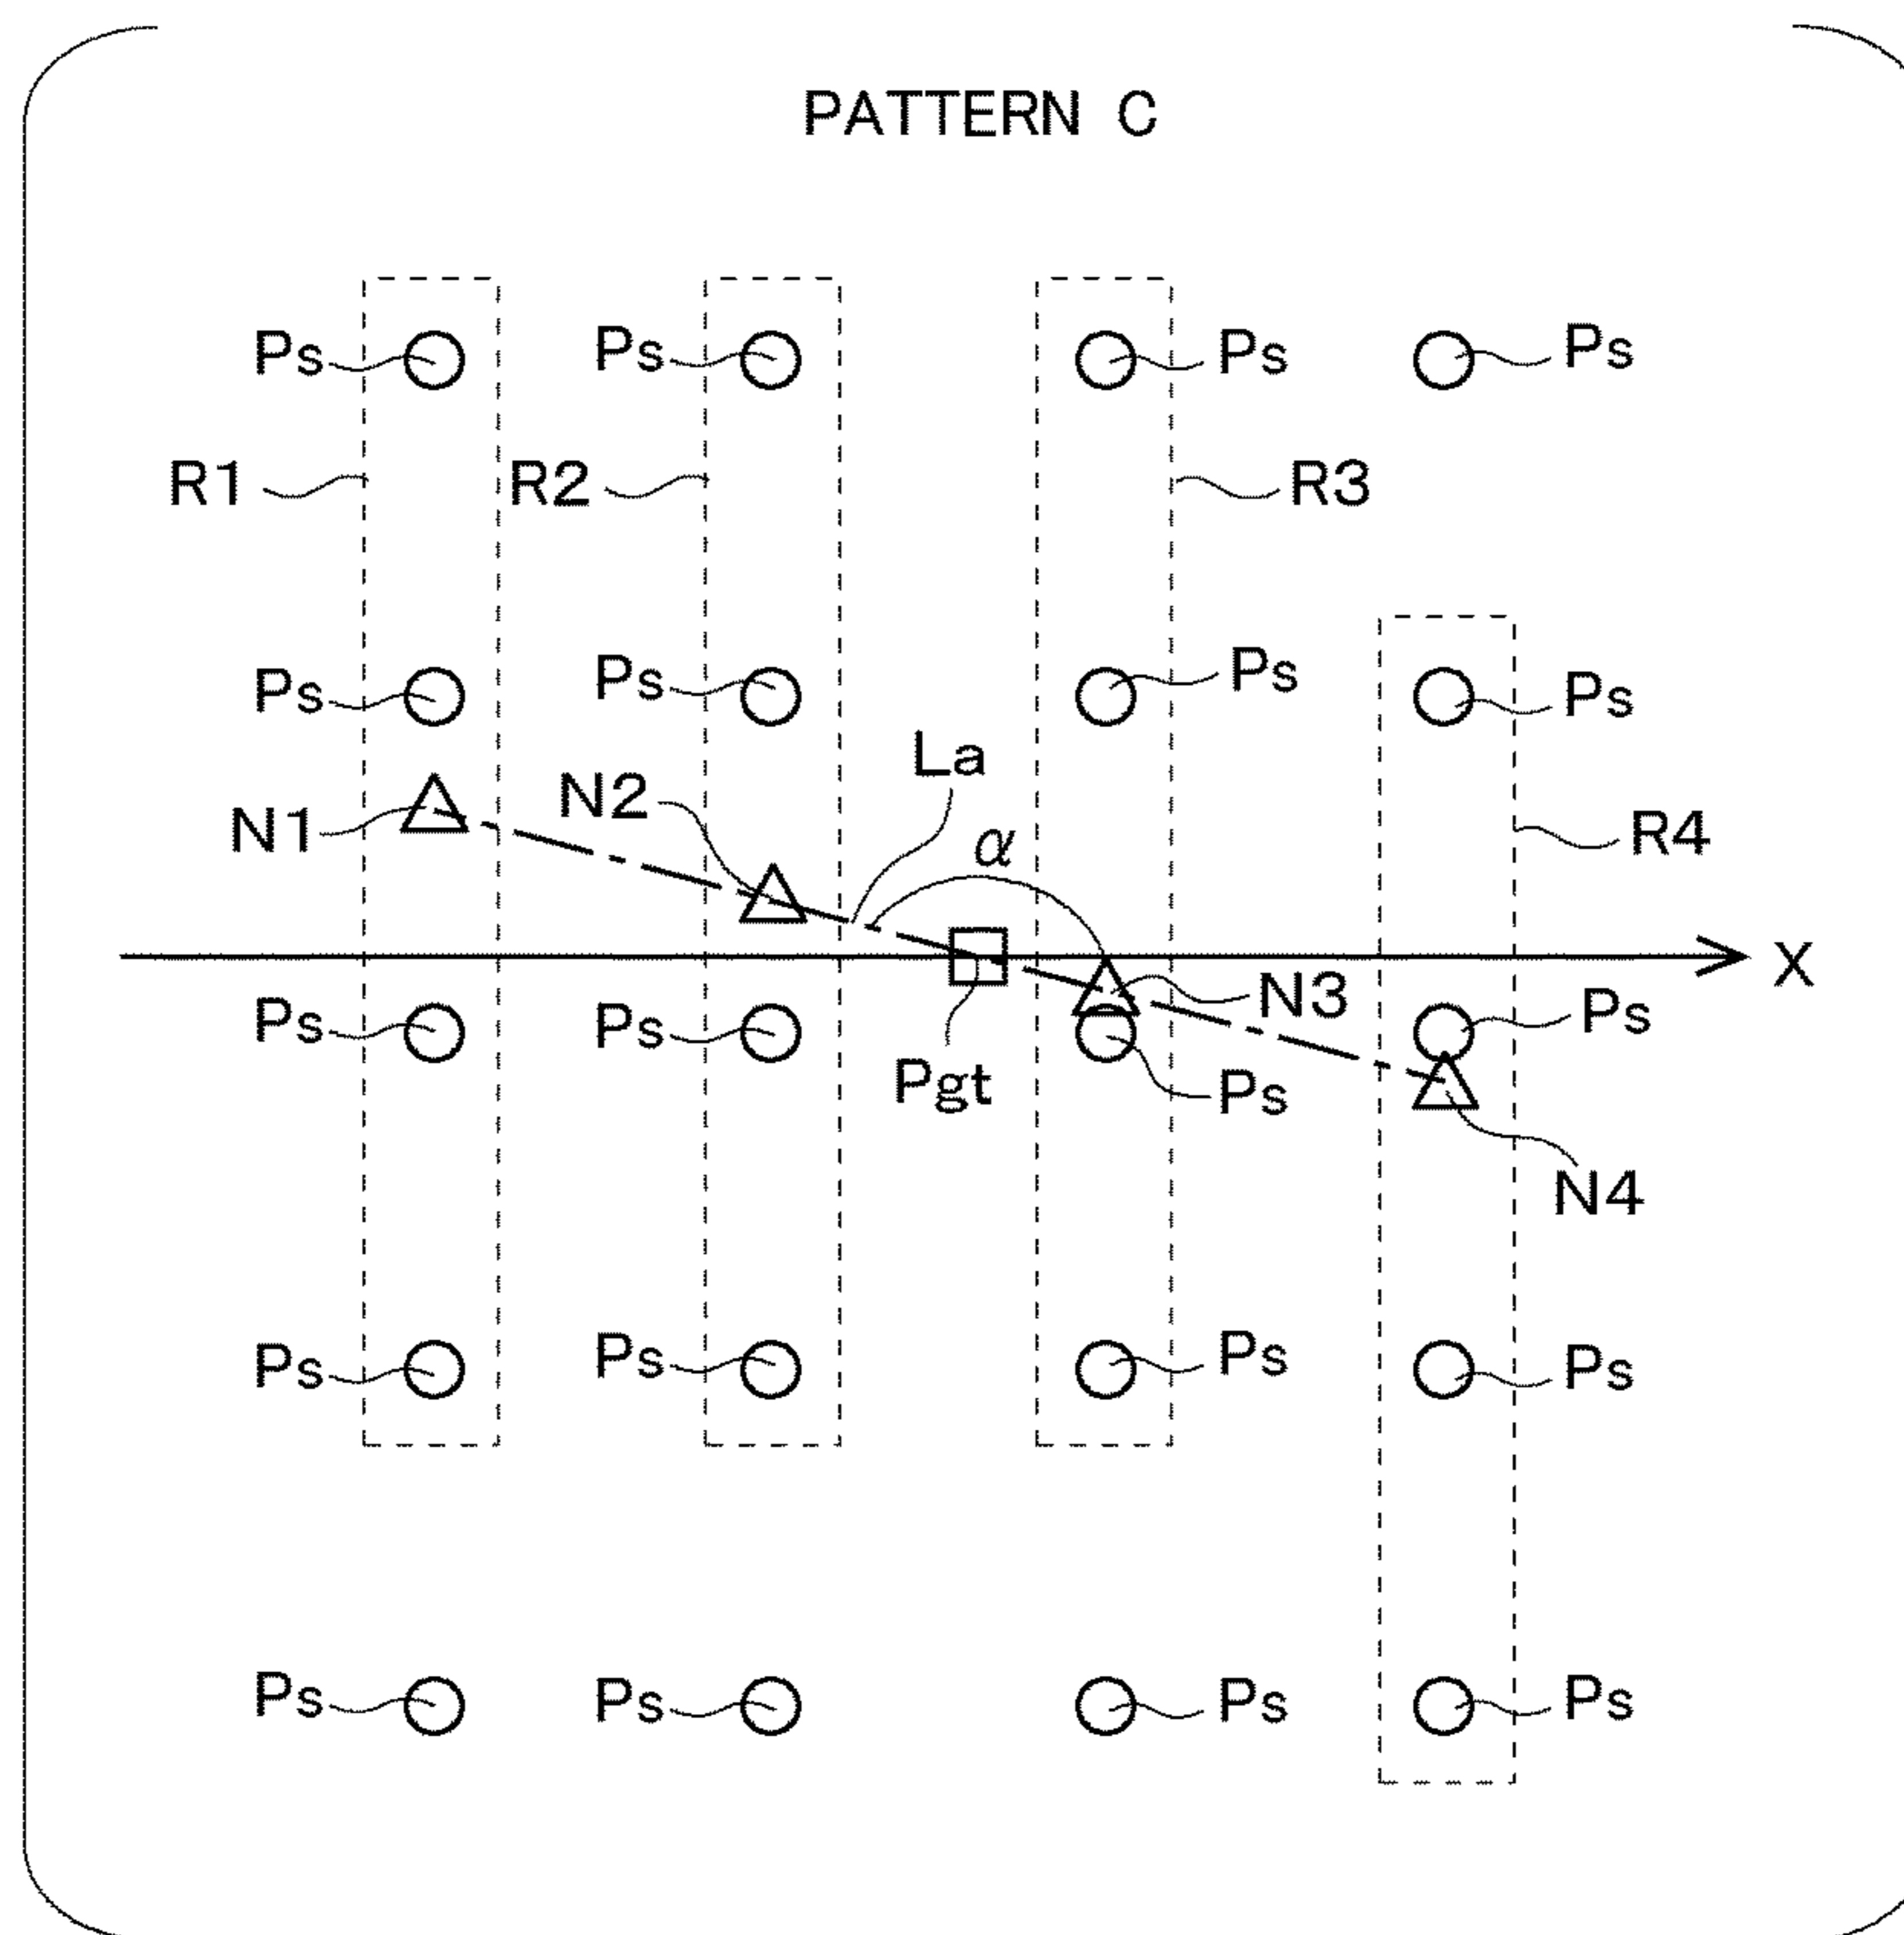 PATTERN C
Ps Ps Ps Ps
R1 R2 R3
Ps Ps Ps Ps
La
N1 N2 α R4
X
Ps Ps N3 Ps
Pgt Ps
N4
Ps Ps Ps Ps
Ps Ps Ps Ps